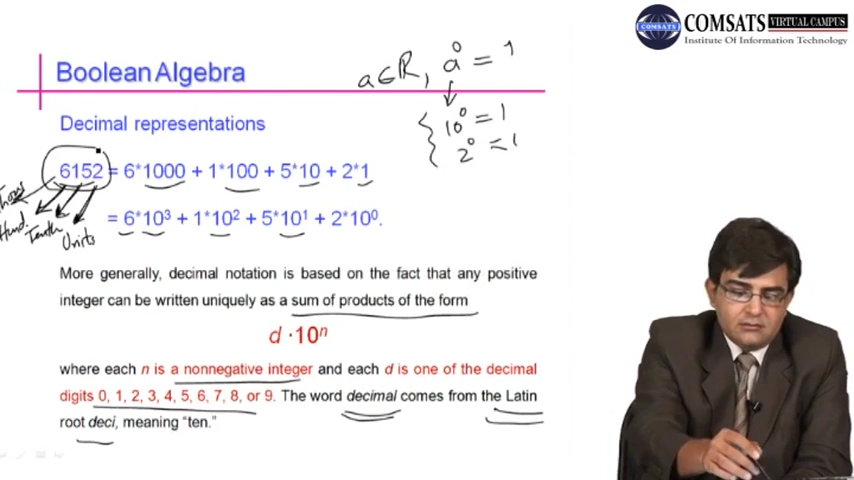 COMSATS
VIRTUAL CAMPUS
COMSATS
Institute Of Information Technology
a∈R, a⁰ = 1
Boolean Algebra
10⁰ = 1
2⁰ = 1
Decimal representations
6152 = 6*1000 + 1*100 + 5*10 + 2*1
= 6*10³ + 1*10² + 5*10¹ + 2*10⁰.
Hund. Tenth Units
More generally, decimal notation is based on the fact that any positive
integer can be written uniquely as a sum of products of the form
d ·10ⁿ
where each n is a nonnegative integer and each d is one of the decimal
digits 0, 1, 2, 3, 4, 5, 6, 7, 8, or 9. The word decimal comes from the Latin
root deci, meaning “ten.”